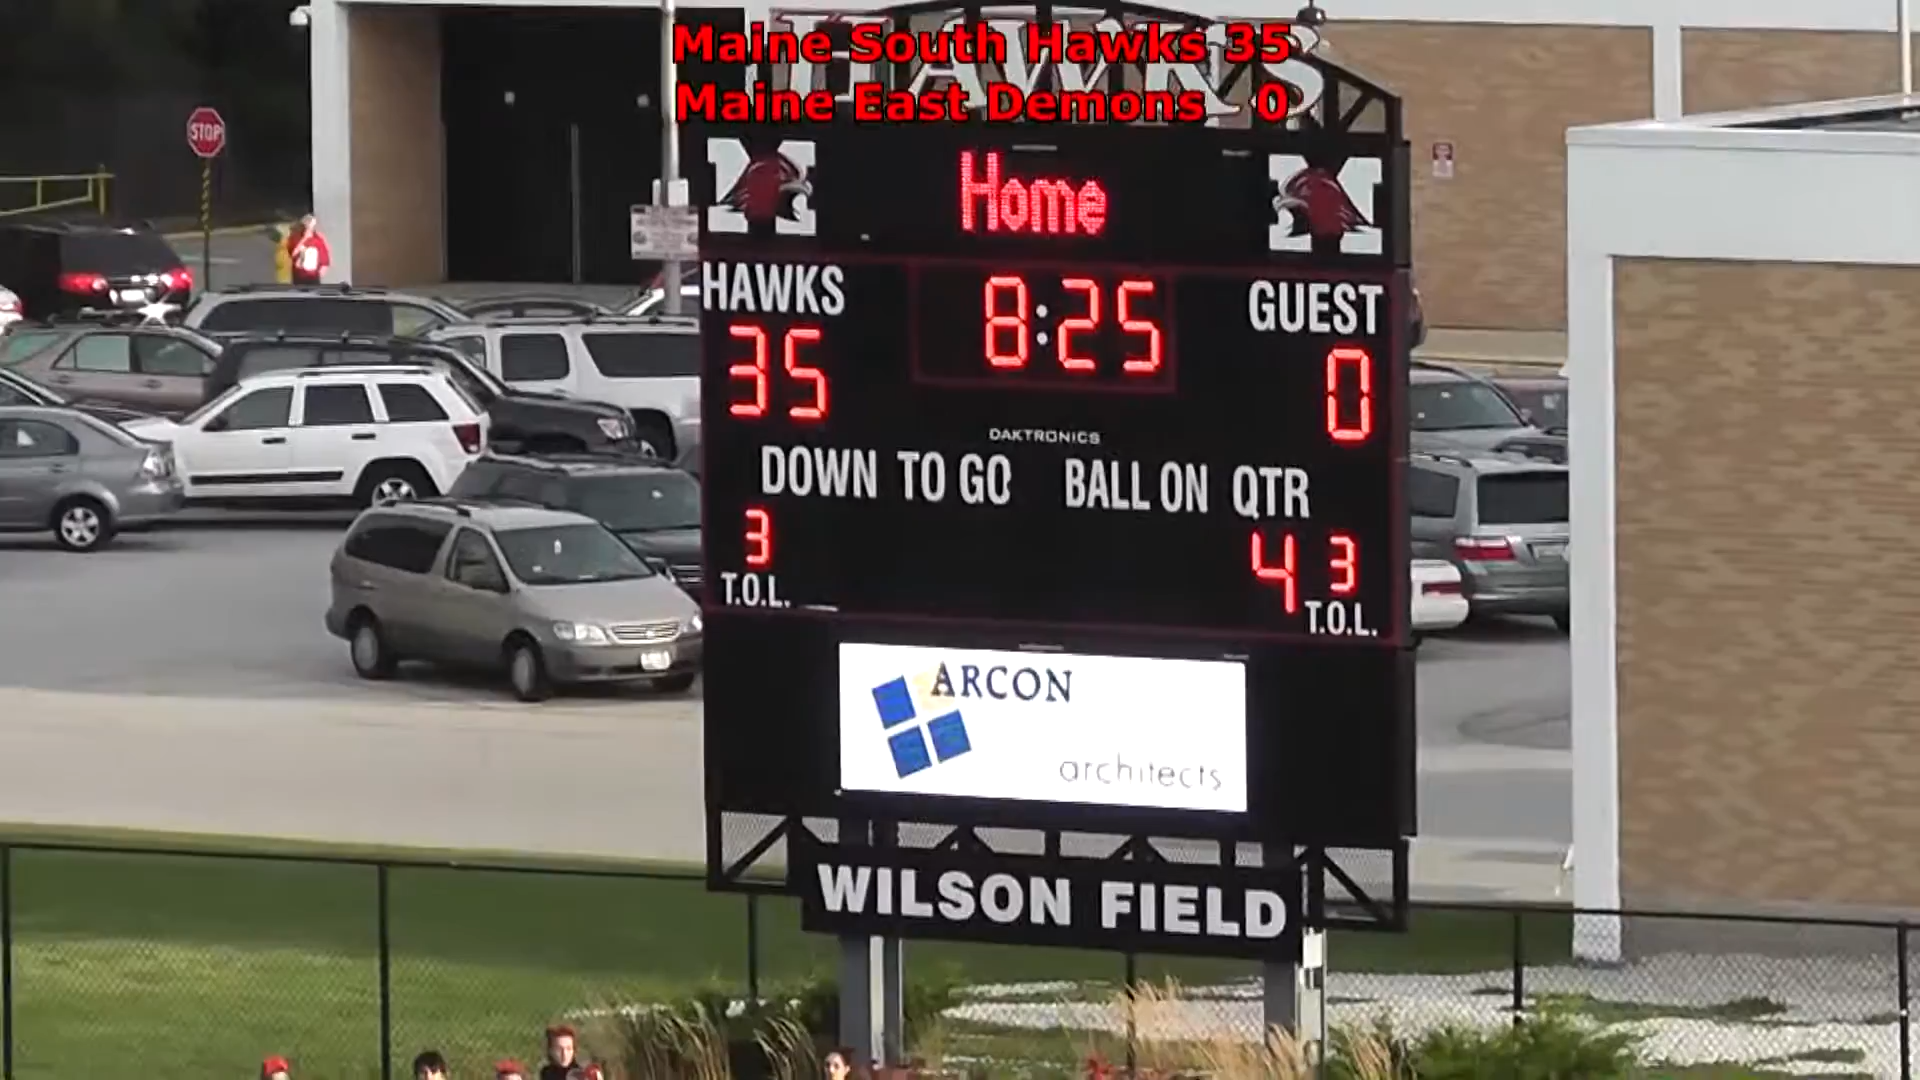 Maine South Hawks 35
Maine East Demons 0
HAWKS
STOP
M Home M
HAWKS 8:25 GUEST
35 0
DAKTRONICS
DOWN TO GO BALL ON QTR
3 4 3
T.O.L. T.O.L.
ARCON
architects
WILSON FIELD